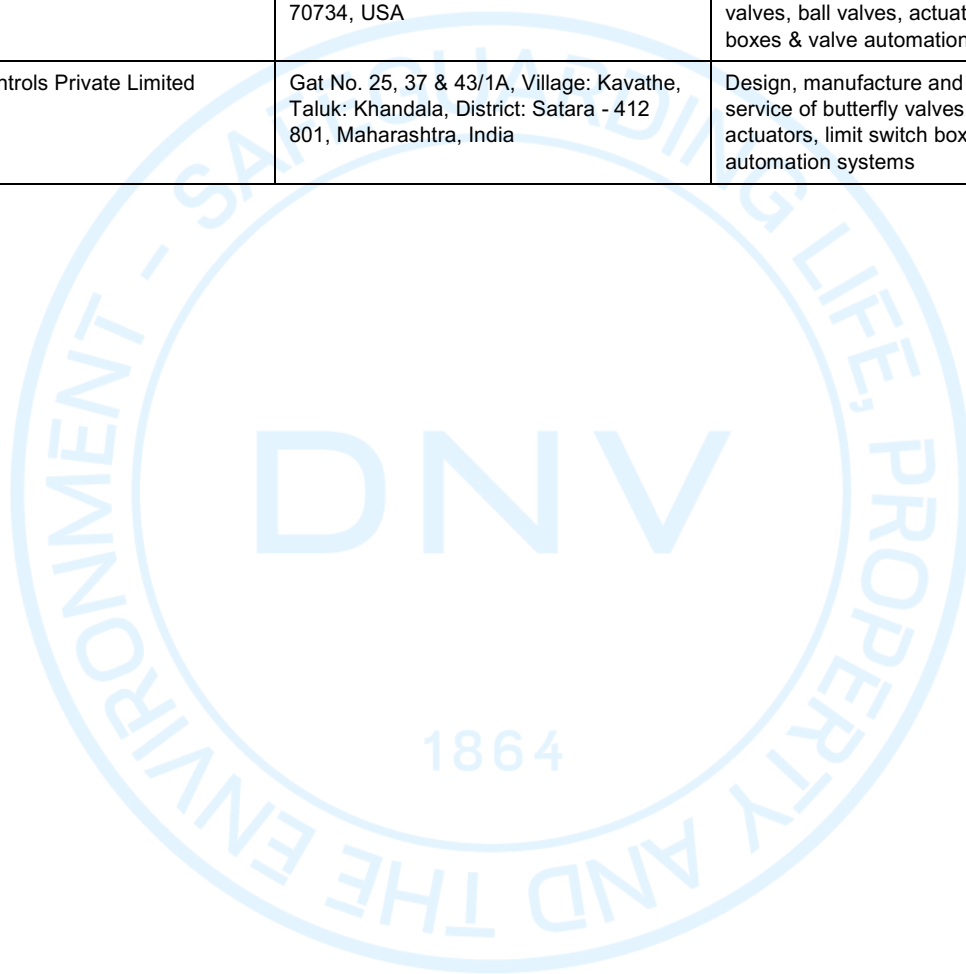 70734, USA
valves, ball valves, actuat
boxes & valve automation
ntrols Private Limited
Gat No. 25, 37 & 43/1A, Village: Kavathe,
Taluk: Khandala, District: Satara - 412
801, Maharashtra, India
Design, manufacture and
service of butterfly valves
actuators, limit switch box
automation systems
SAFEGUARDING LIFE, PROPERTY AND THE ENVIRONMENT -
DNV
1864